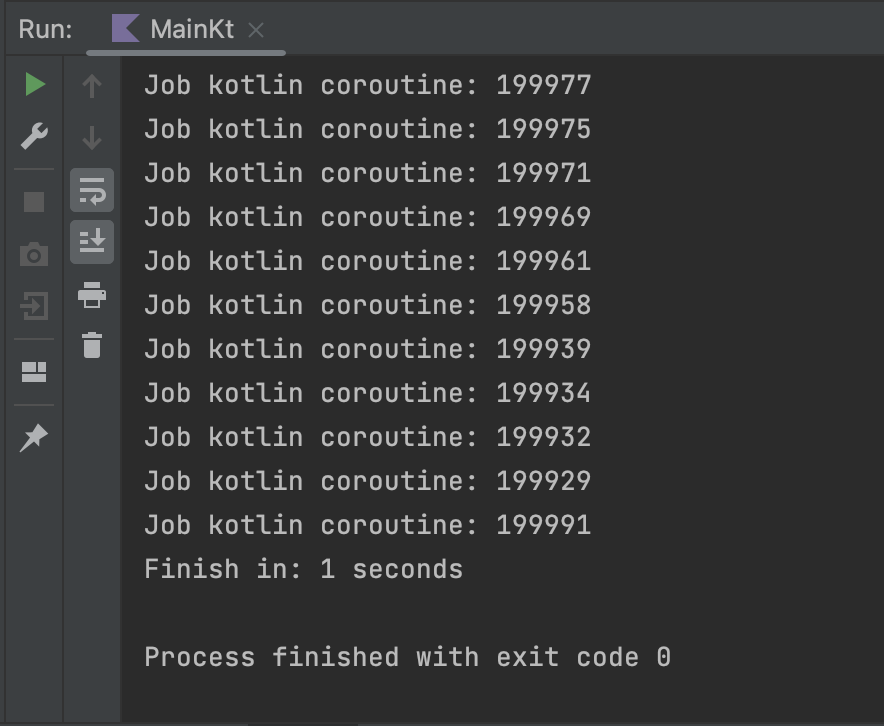 Run: MainKt
Job kotlin coroutine: 199977
Job kotlin coroutine: 199975
Job kotlin coroutine: 199971
Job kotlin coroutine: 199969
Job kotlin coroutine: 199961
Job kotlin coroutine: 199958
Job kotlin coroutine: 199939
Job kotlin coroutine: 199934
Job kotlin coroutine: 199932
Job kotlin coroutine: 199929
Job kotlin coroutine: 199991
Finish in: 1 seconds
Process finished with exit code 0